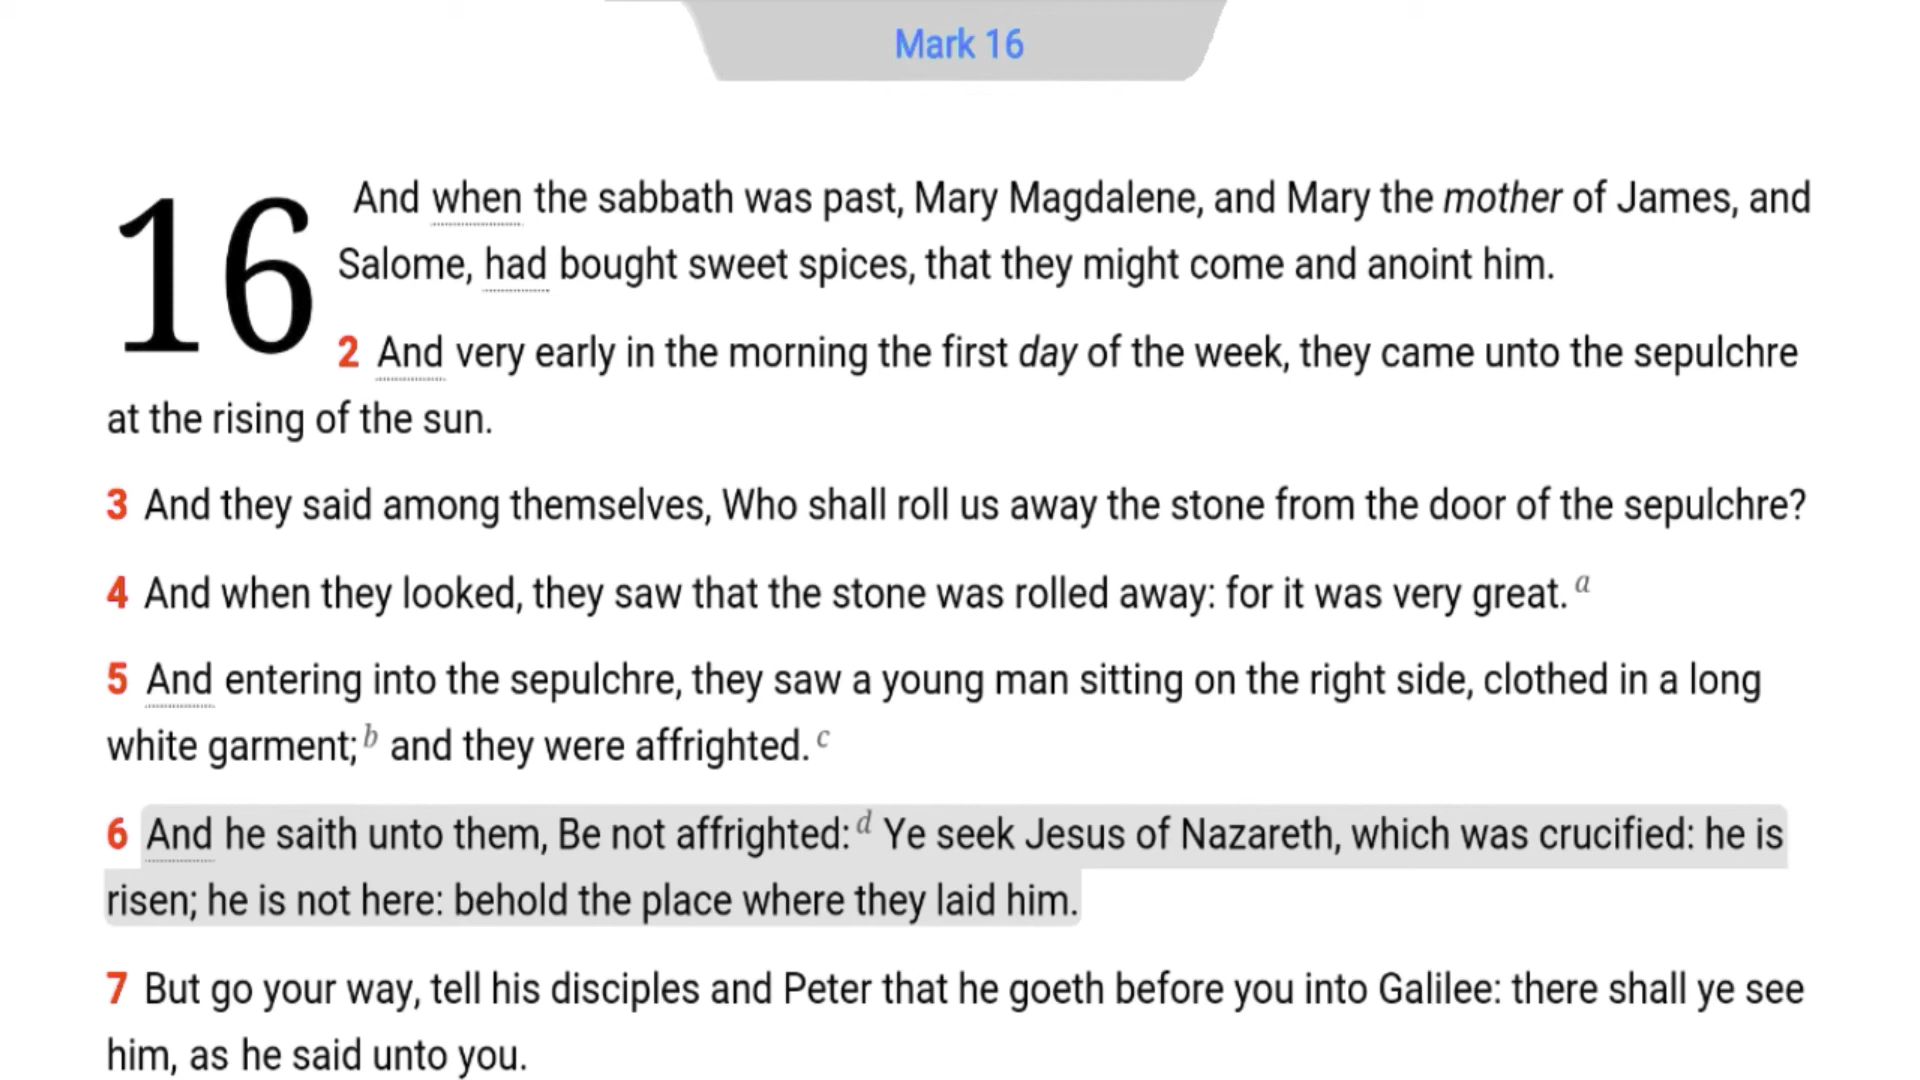 Mark 16
16 And when the sabbath was past, Mary Magdalene, and Mary the mother of James, and
Salome, had bought sweet spices, that they might come and anoint him.
2 And very early in the morning the first day of the week, they came unto the sepulchre
at the rising of the sun.
3 And they said among themselves, Who shall roll us away the stone from the door of the sepulchre?
4 And when they looked, they saw that the stone was rolled away: for it was very great. a
5 And entering into the sepulchre, they saw a young man sitting on the right side, clothed in a long
white garment; b and they were affrighted. c
6 And he saith unto them, Be not affrighted: d Ye seek Jesus of Nazareth, which was crucified: he is
risen; he is not here: behold the place where they laid him.
7 But go your way, tell his disciples and Peter that he goeth before you into Galilee: there shall ye see
him, as he said unto you.